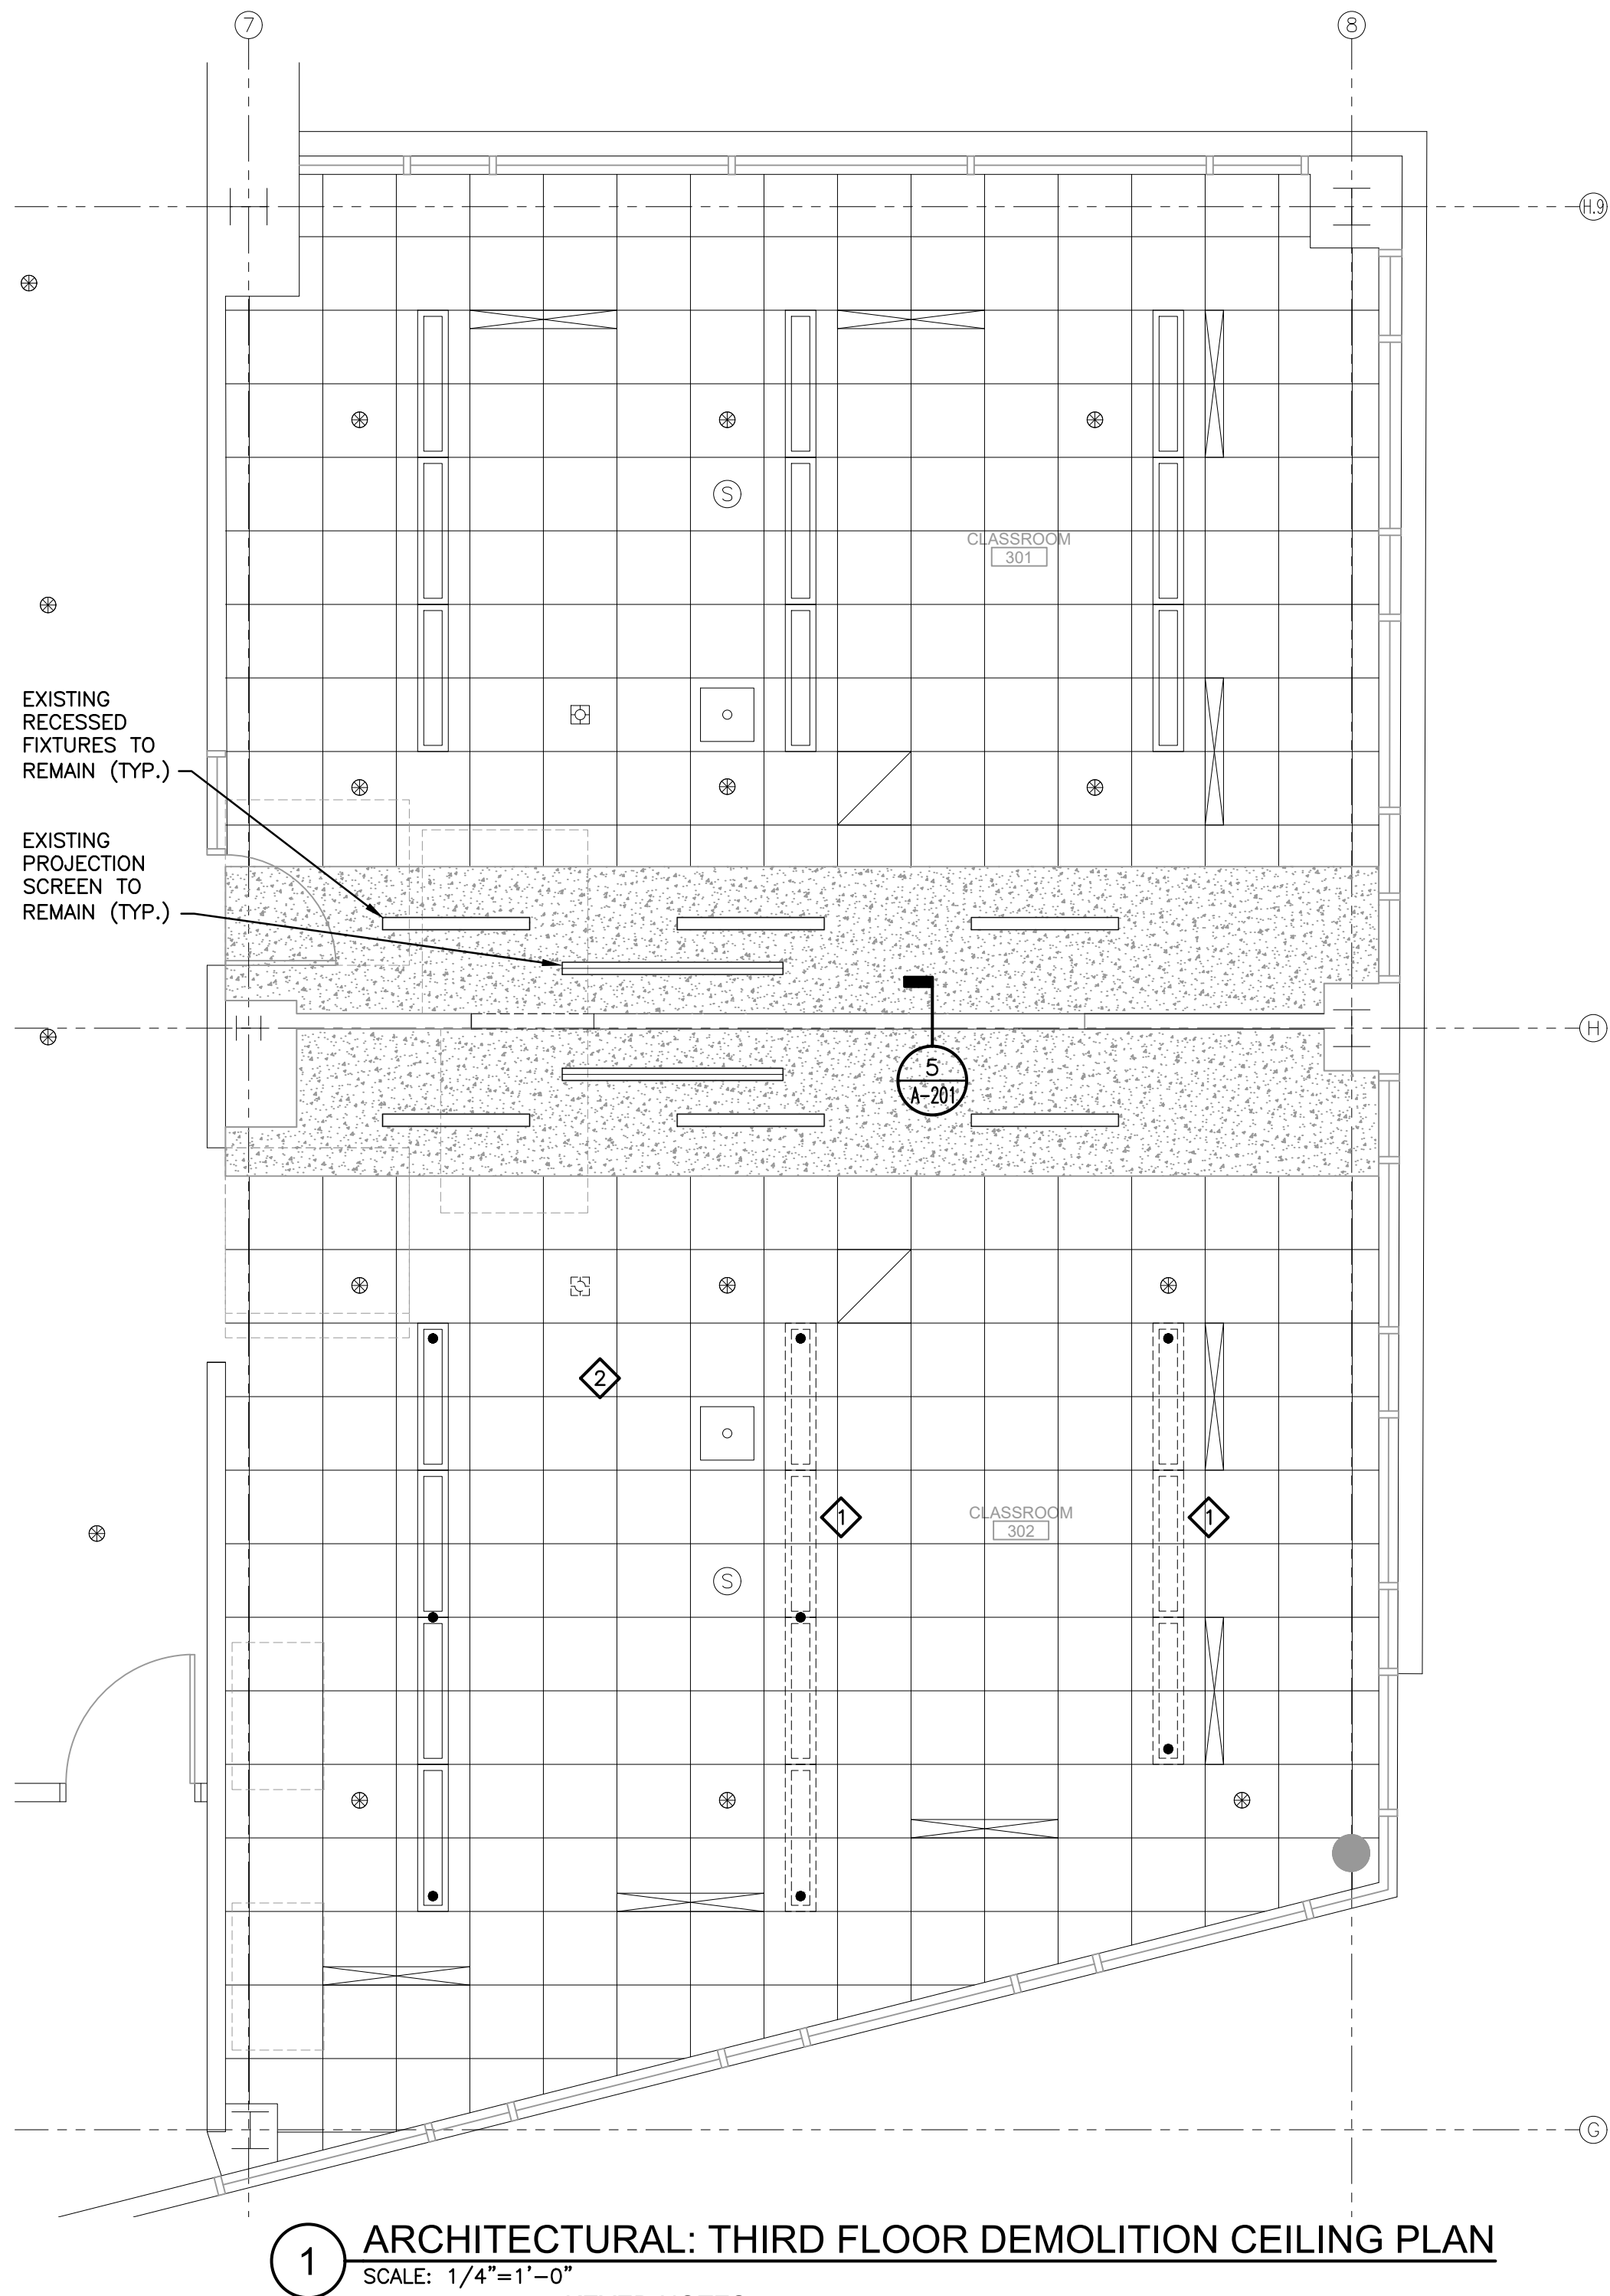 7
8
H.9
S
CLASSROOM
301
EXISTING
RECESSED
FIXTURES TO
REMAIN (TYP.)
EXISTING
PROJECTION
SCREEN TO
REMAIN (TYP.)
H
5
A-201
2
1
1
CLASSROOM
302
S
G
1
ARCHITECTURAL: THIRD FLOOR DEMOLITION CEILING PLAN
SCALE: 1/4"=1'-0"